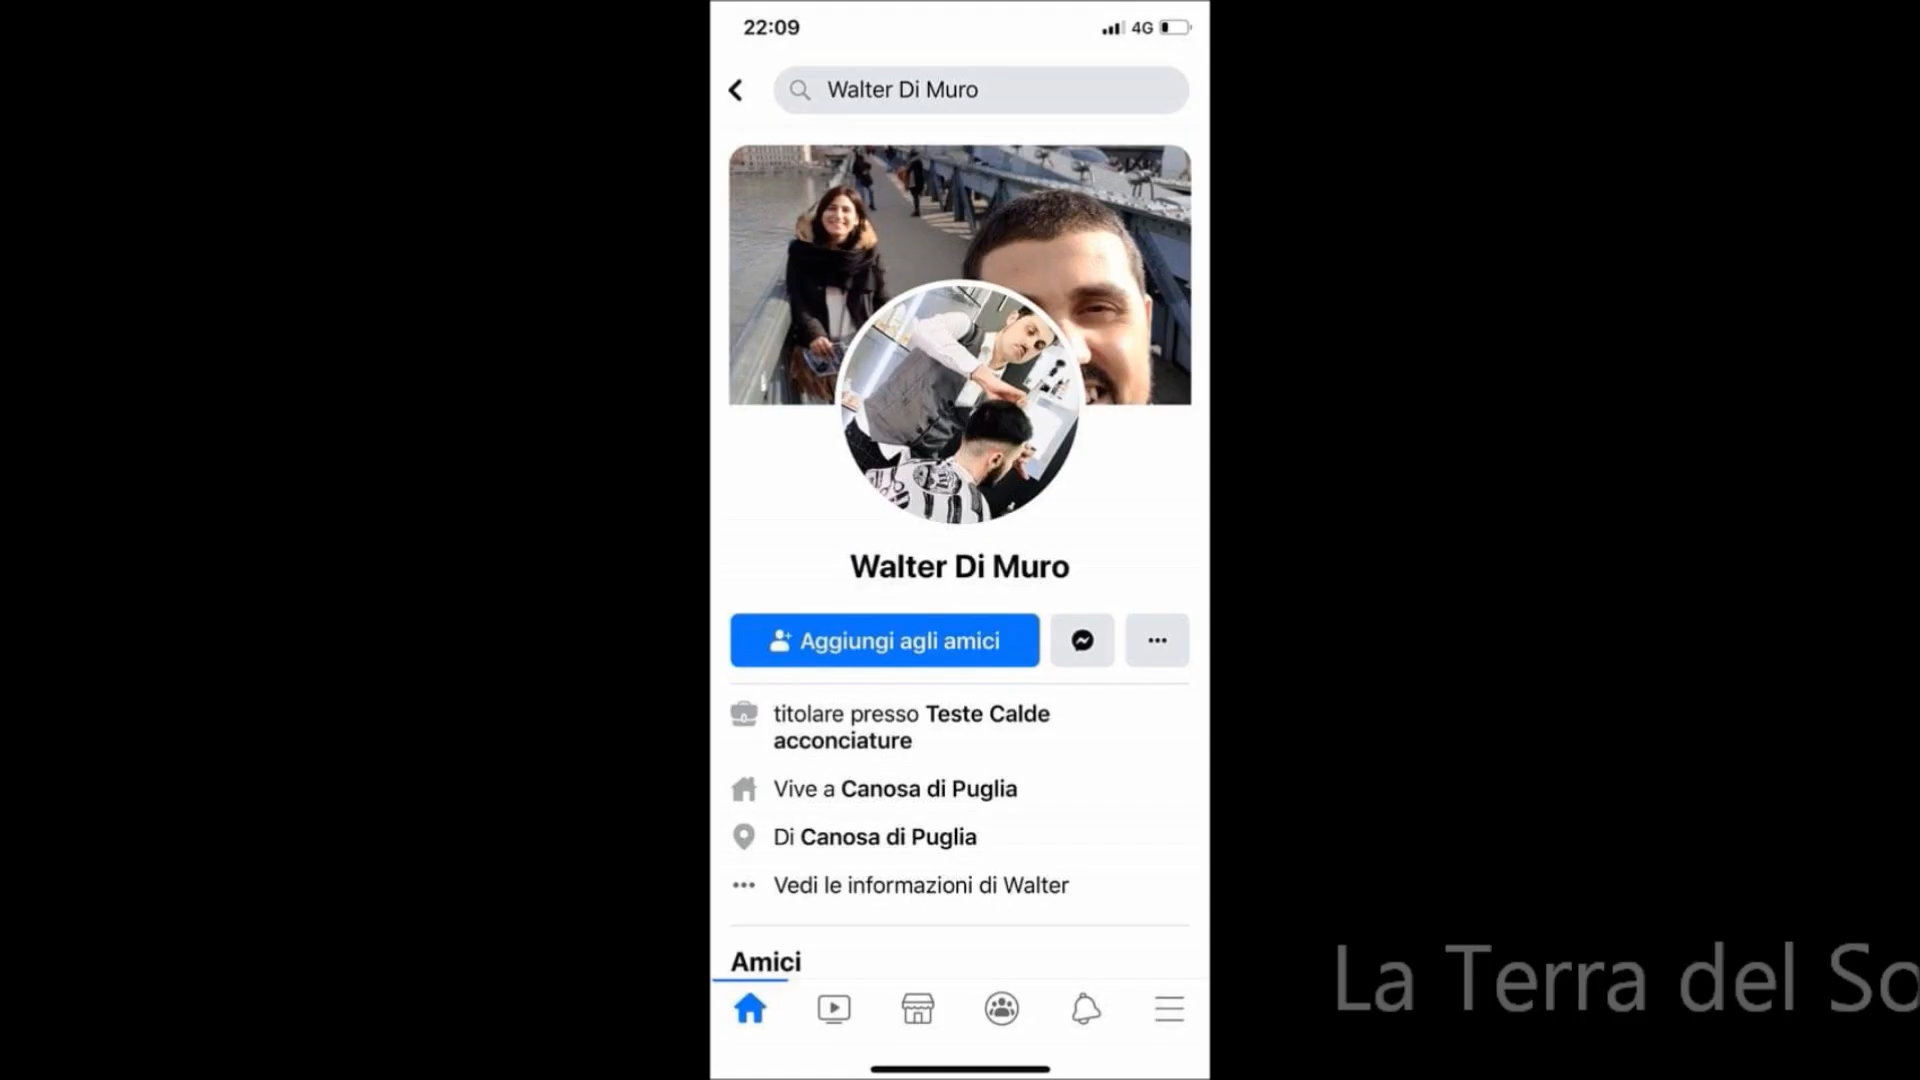 22:09
4G
Walter Di Muro
Walter Di Muro
Aggiungi agli amici
titolare presso Teste Calde
acconciature
Vive a Canosa di Puglia
Di Canosa di Puglia
Vedi le informazioni di Walter
Amici
La Terra del So